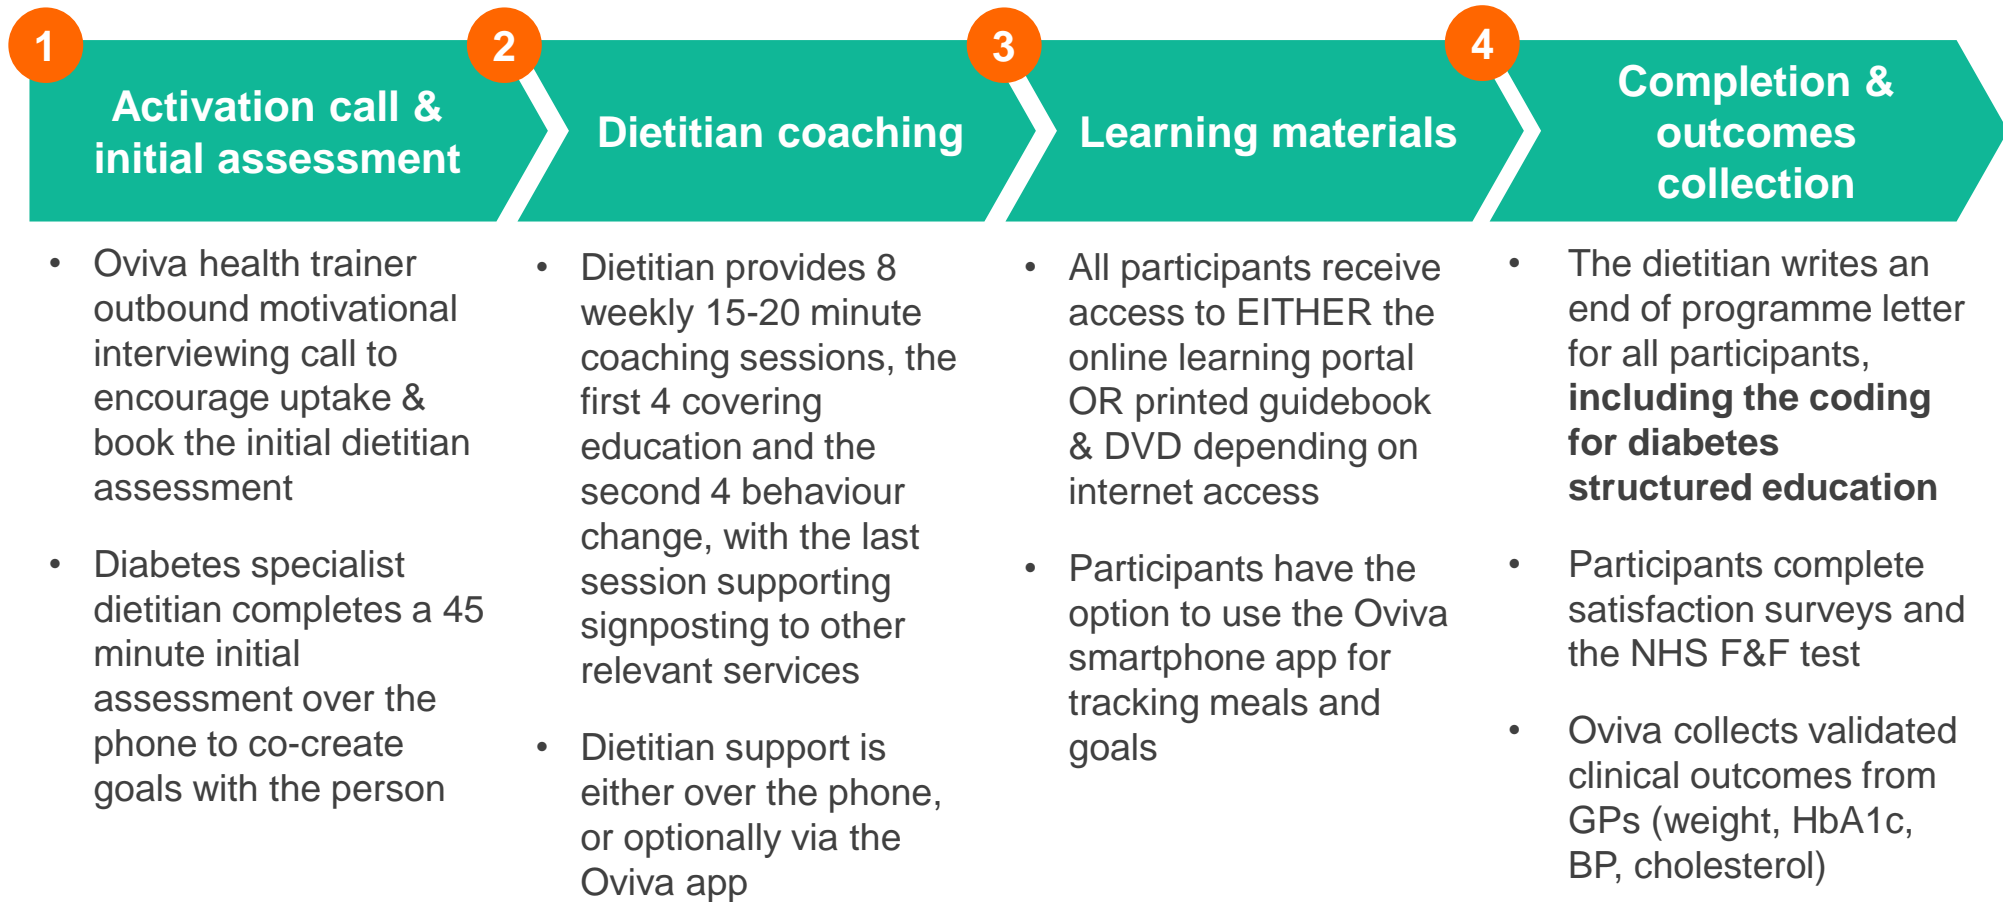 1
Activation call &
initial assessment
• Oviva health trainer
outbound motivational
interviewing call to
encourage uptake &
book the initial dietitian
assessment
• Diabetes specialist
dietitian completes a 45
minute initial
assessment over the
phone to co-create
goals with the person
2
Dietitian coaching
• Dietitian provides 8
weekly 15-20 minute
coaching sessions, the
first 4 covering
education and the
second 4 behaviour
change, with the last
session supporting
signposting to other
relevant services
• Dietitian support is
either over the phone,
or optionally via the
Oviva app
3
Learning materials
• All participants receive
access to EITHER the
online learning portal
OR printed guidebook
& DVD depending on
internet access
• Participants have the
option to use the Oviva
smartphone app for
tracking meals and
goals
4
Completion &
outcomes
collection
• The dietitian writes an
end of programme letter
for all participants,
including the coding
for diabetes
structured education
• Participants complete
satisfaction surveys and
the NHS F&F test
• Oviva collects validated
clinical outcomes from
GPs (weight, HbA1c,
BP, cholesterol)